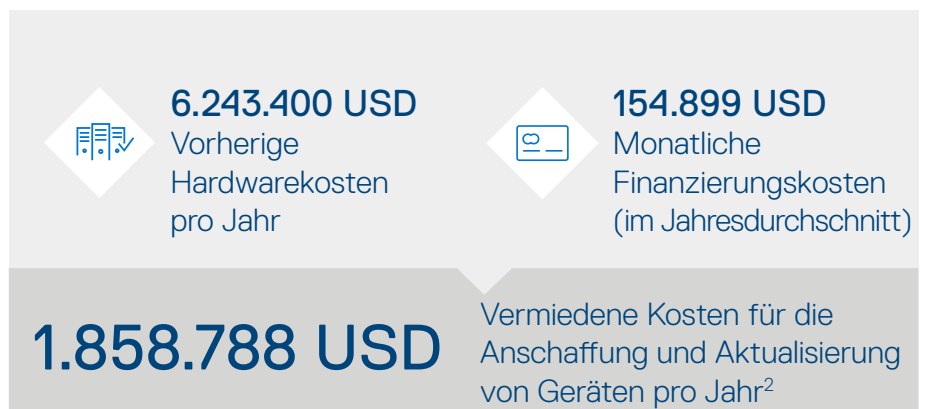 6.243.400 USD
Vorherige
Hardwarekosten
pro Jahr
154.899 USD
Monatliche
Finanzierungskosten
(im Jahresdurchschnitt)
1.858.788 USD
Vermiedene Kosten für die
Anschaffung und Aktualisierung
von Geräten pro Jahr²